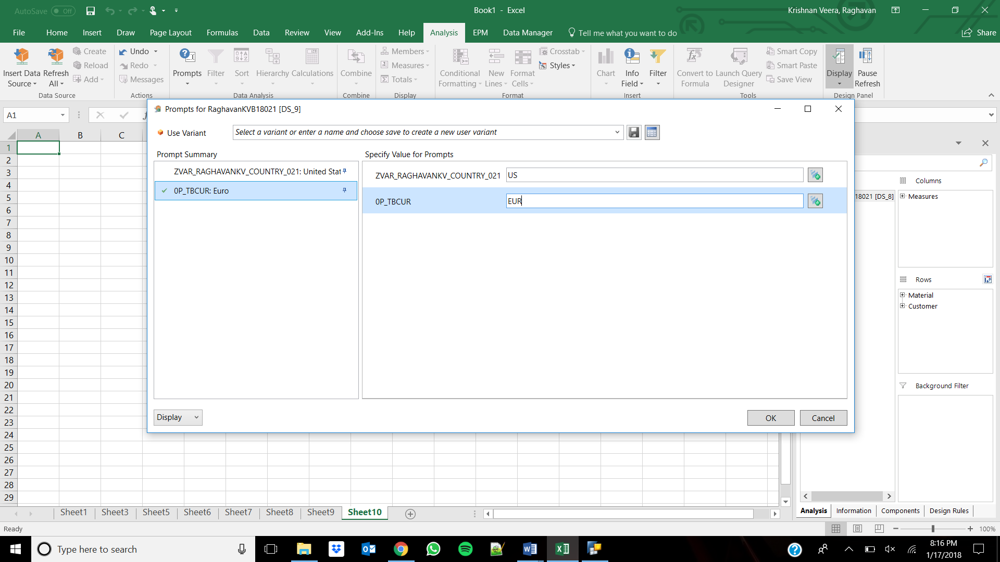 AutoSave Off
Book1 - Excel
Krishnan Veera, Raghavan
File Home Insert Draw Page Layout Formulas Data Review View Add-Ins Help Analysis EPM Data Manager Tell me what you want to do Share
Insert Data Source
Refresh All
Create
Reload
Add
Data Source
Undo
Redo
Messages
Actions
Prompts
Filter
Sort
Hierarchy
Calculations
Data Analysis
Combine
Combine
Members
Measures
Totals
Display
Conditional Formatting
New Lines
Format Cells
Crosstab
Styles
Format
Chart
Info Field
Filter
Insert
Convert to Formula
Launch Query Designer
Smart Copy
Smart Paste
Save View
Tools
Display
Pause Refresh
Design Panel
A1
A B C
1
2
3
4
5
6
7
8
9
10
11
12
13
14
15
16
17
18
19
20
21
22
23
24
25
26
27
28
29
Prompts for RaghavanKVB18021 [DS_9]
Use Variant
Select a variant or enter a name and choose save to create a new user variant
Prompt Summary
ZVAR_RAGHAVANKV_COUNTRY_021: United Stat
0P_TBCUR: Euro
Specify Value for Prompts
ZVAR_RAGHAVANKV_COUNTRY_021 US
0P_TBCUR EUR
Display
OK
Cancel
18021 [DS_8]
Columns
Measures
Rows
Material
Customer
Background Filter
Analysis Information Components Design Rules
Sheet1 Sheet3 Sheet5 Sheet6 Sheet7 Sheet8 Sheet9 Sheet10
Ready
100%
Type here to search
8:16 PM
1/17/2018